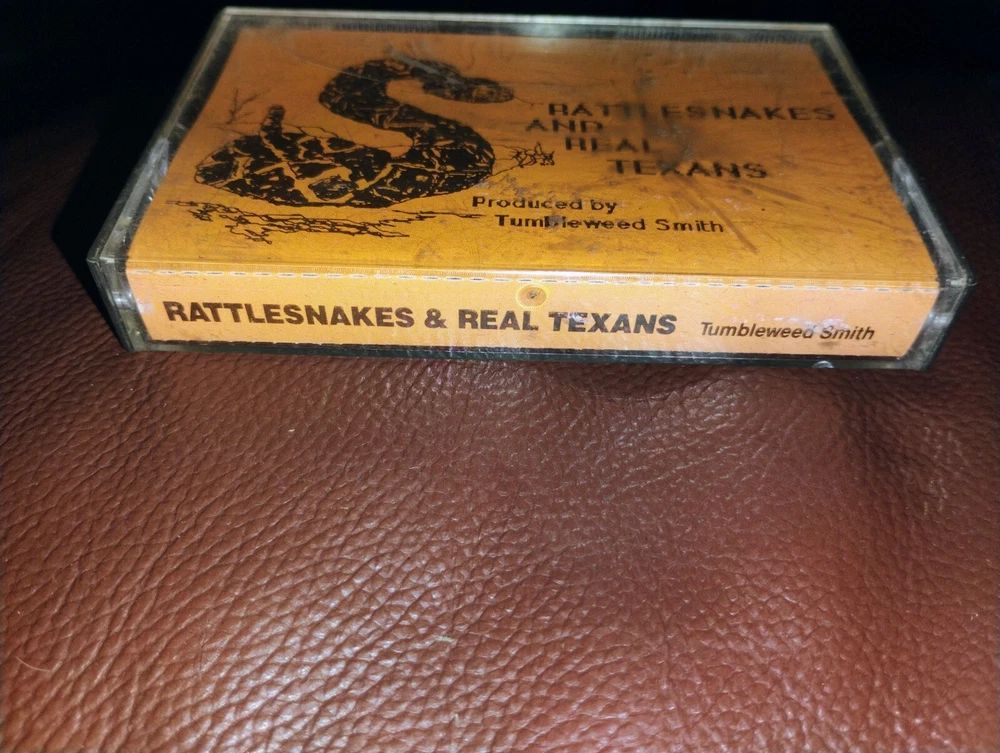 RATTLESNAKES
AND
REAL
TEXANS
Produced by
Tumbleweed Smith
RATTLESNAKES & REAL TEXANS Tumbleweed Smith